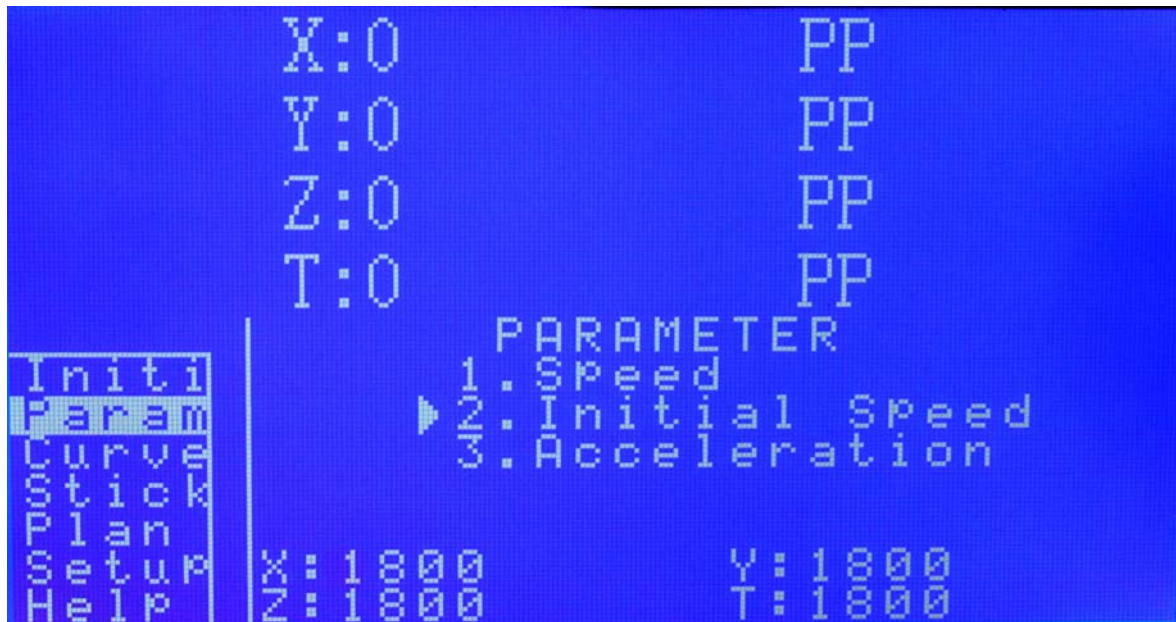 X:0 PP
Y:0 PP
Z:0 PP
T:0 PP
PARAMETER
1.Speed
2.Initial Speed
3.Acceleration
Initi
Param
Curve
Stick
Plan
Setup
Help
X:1800 Y:1800
Z:1800 T:1800